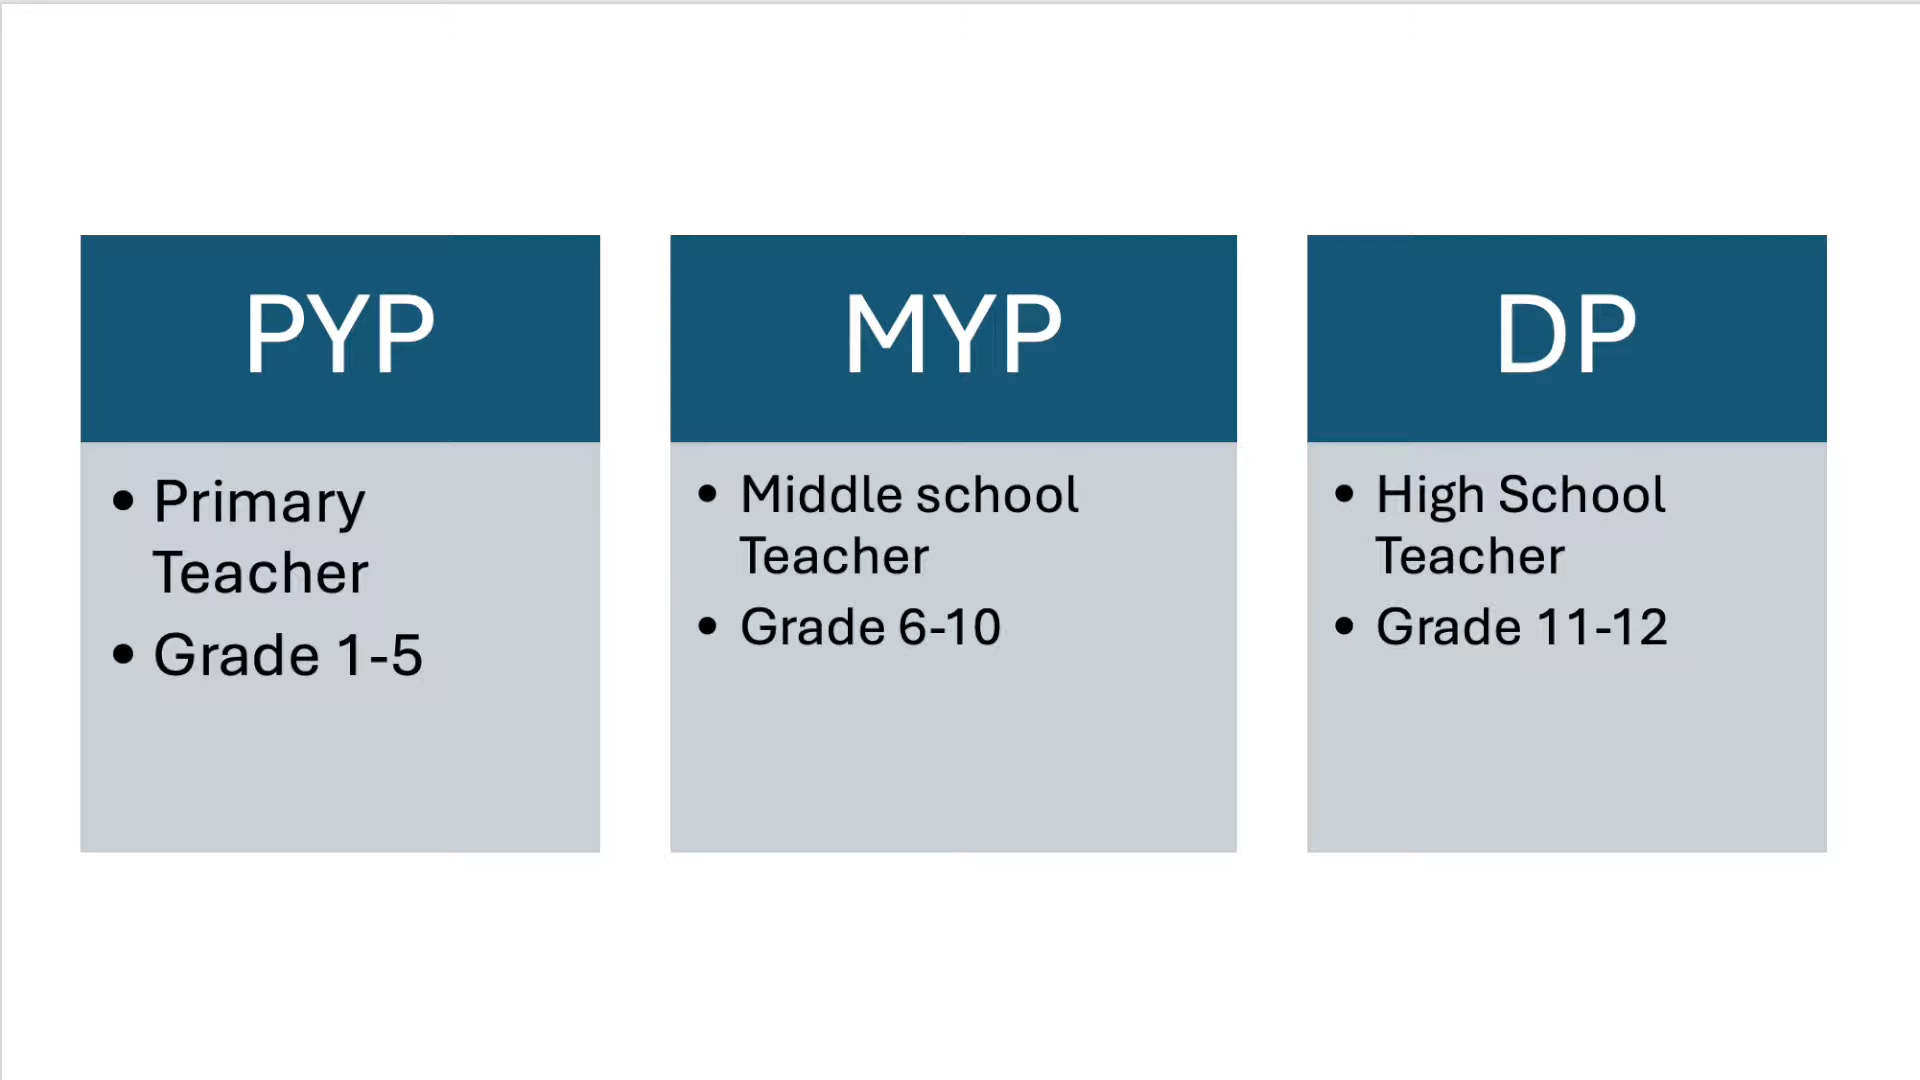 PYP
• Primary
Teacher
• Grade 1-5
MYP
• Middle school
Teacher
• Grade 6-10
DP
• High School
Teacher
• Grade 11-12